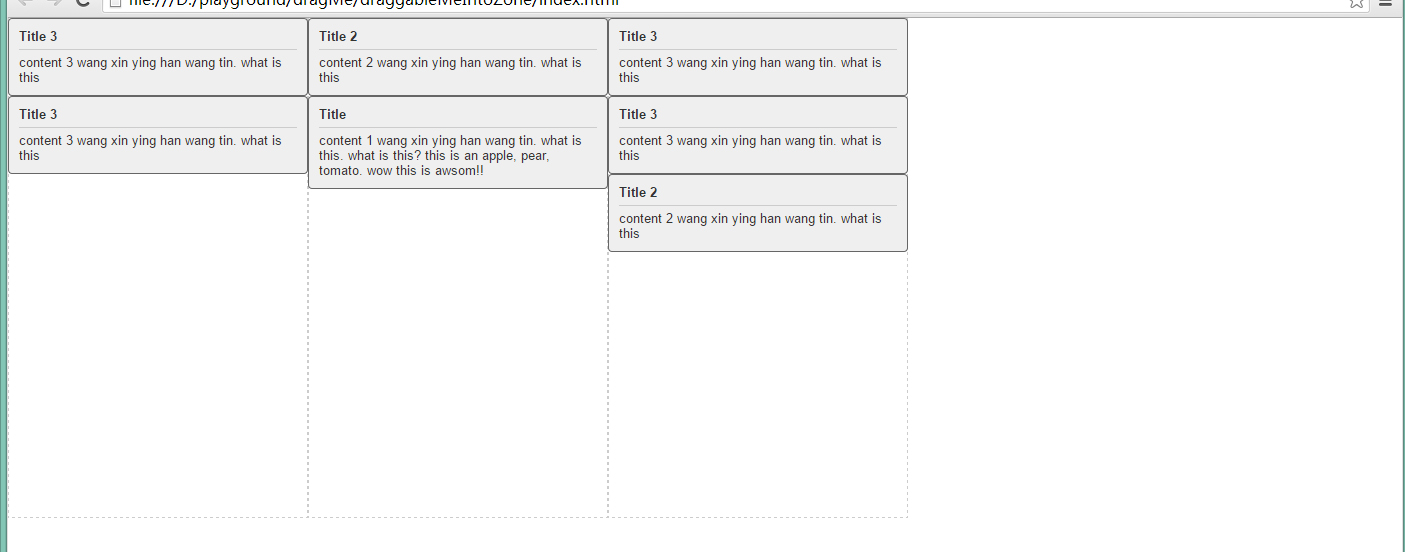 file:///D:/playground/dragMe/draggableMeIntoZone/index.html
Title 3
content 3 wang xin ying han wang tin. what is
this
Title 3
content 3 wang xin ying han wang tin. what is
this
Title 2
content 2 wang xin ying han wang tin. what is
this
Title
content 1 wang xin ying han wang tin. what is
this. what is this? this is an apple, pear,
tomato. wow this is awsom!!
Title 3
content 3 wang xin ying han wang tin. what is
this
Title 3
content 3 wang xin ying han wang tin. what is
this
Title 2
content 2 wang xin ying han wang tin. what is
this